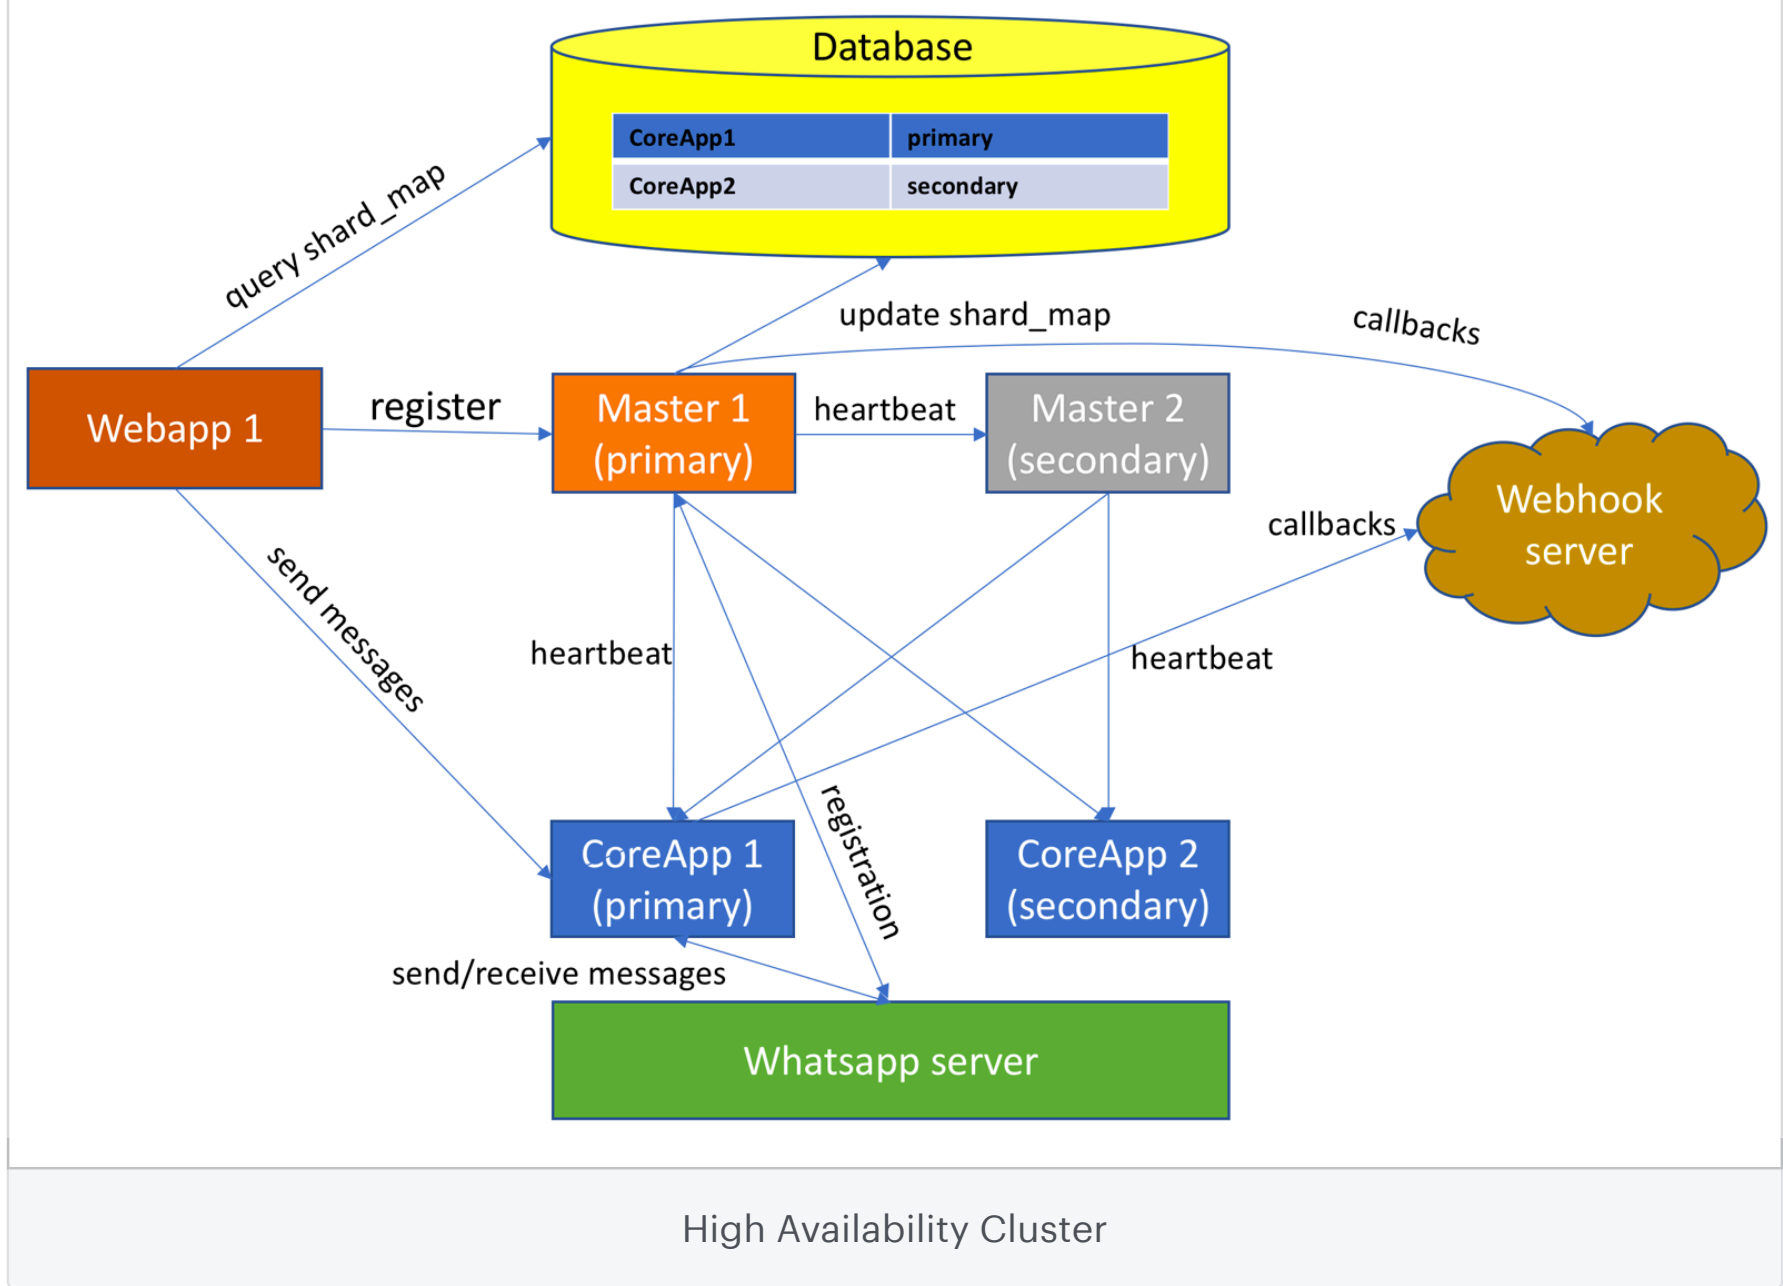 Database
CoreApp1 primary
CoreApp2 secondary
query shard_map
update shard_map
callbacks
Webapp 1
register
Master 1
(primary)
heartbeat
Master 2
(secondary)
Webhook
server
callbacks
send messages
heartbeat
heartbeat
registration
CoreApp 1
(primary)
CoreApp 2
(secondary)
send/receive messages
Whatsapp server
High Availability Cluster